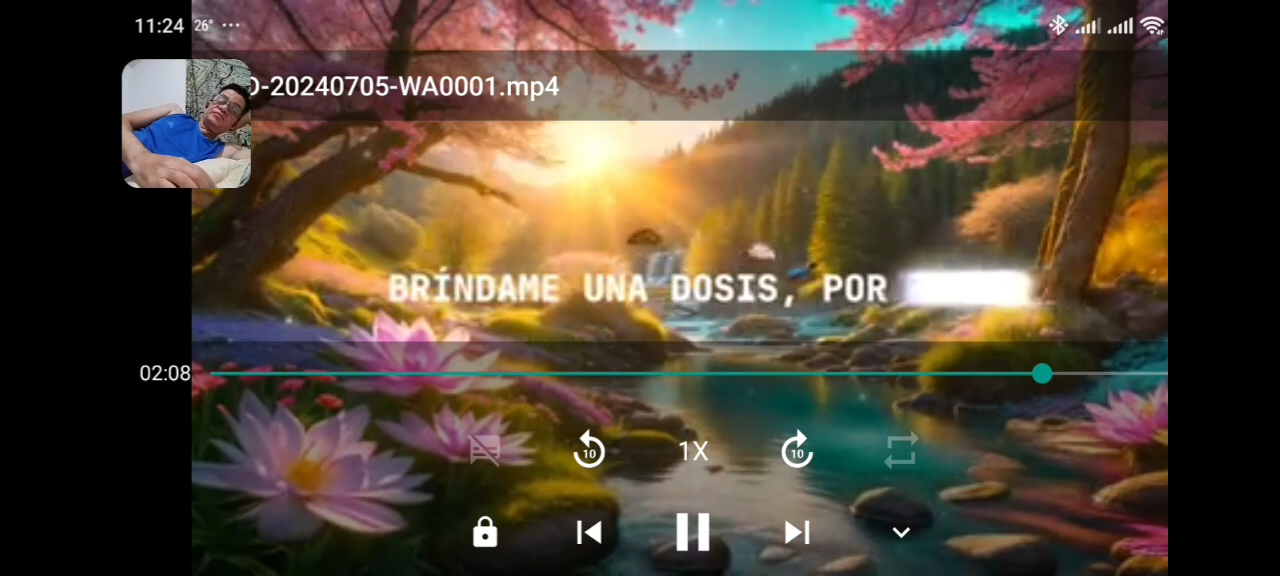 11:24 26° ...
D-20240705-WA0001.mp4
BRÍNDAME UNA DOSIS, POR
02:08
10 1X 10